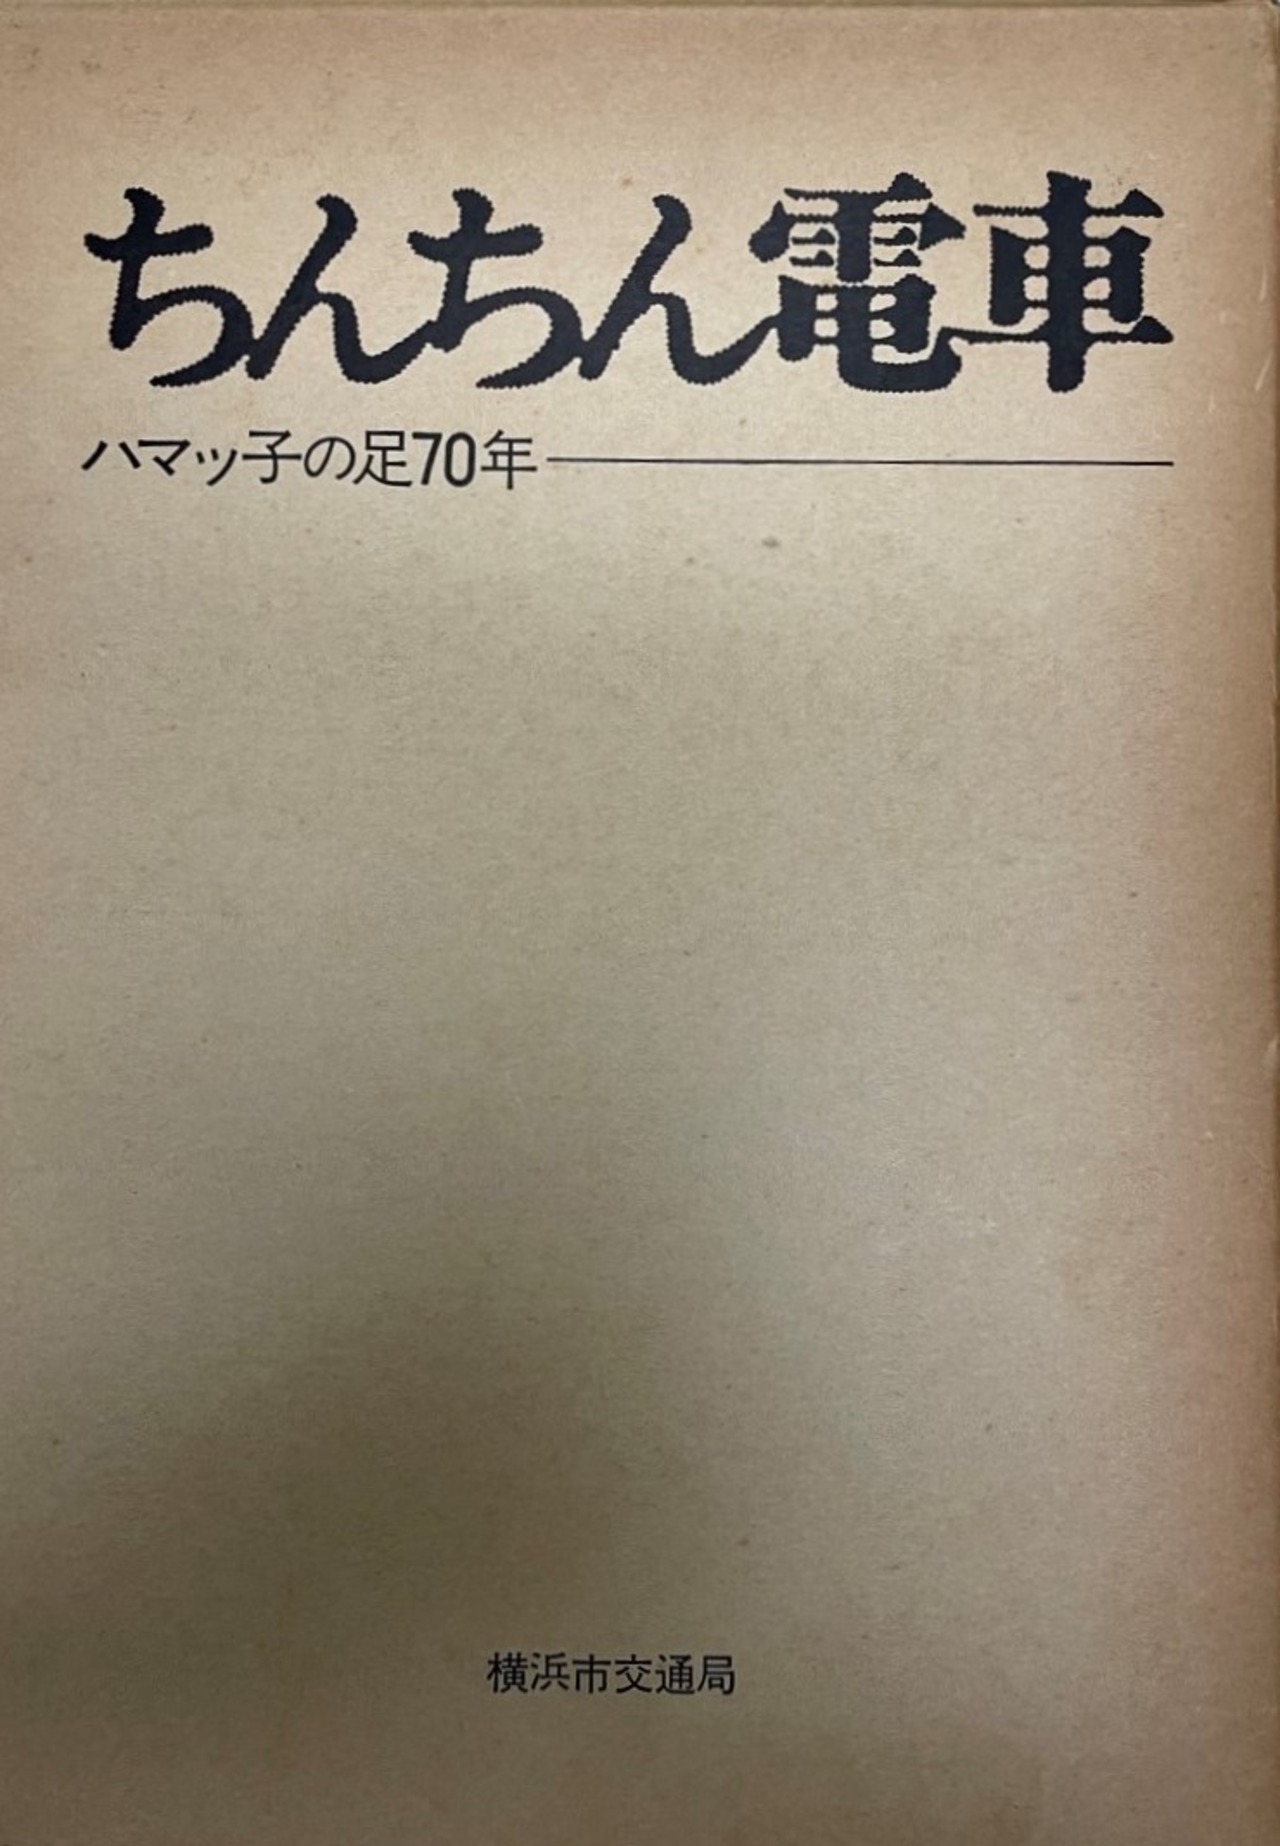 ちんちん電車
ハマッ子の足70年
横浜市交通局